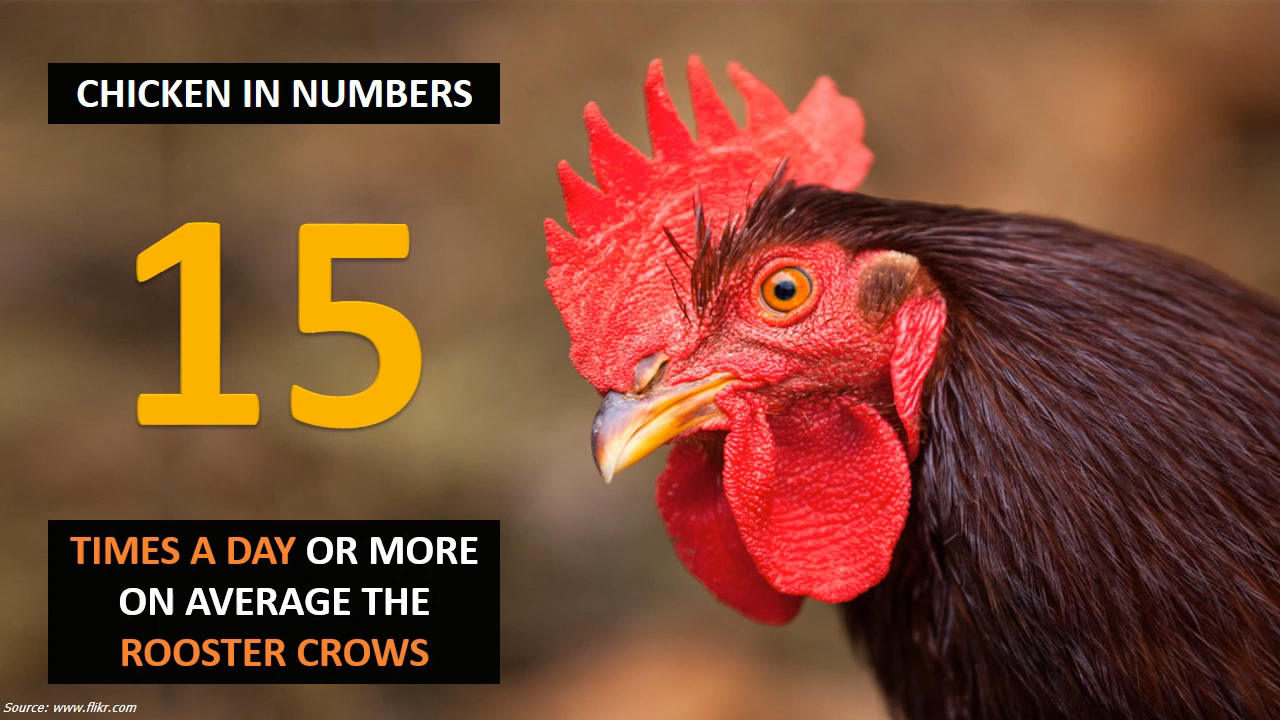 CHICKEN IN NUMBERS
15
TIMES A DAY OR MORE
ON AVERAGE THE
ROOSTER CROWS
Source: www.flikr.com